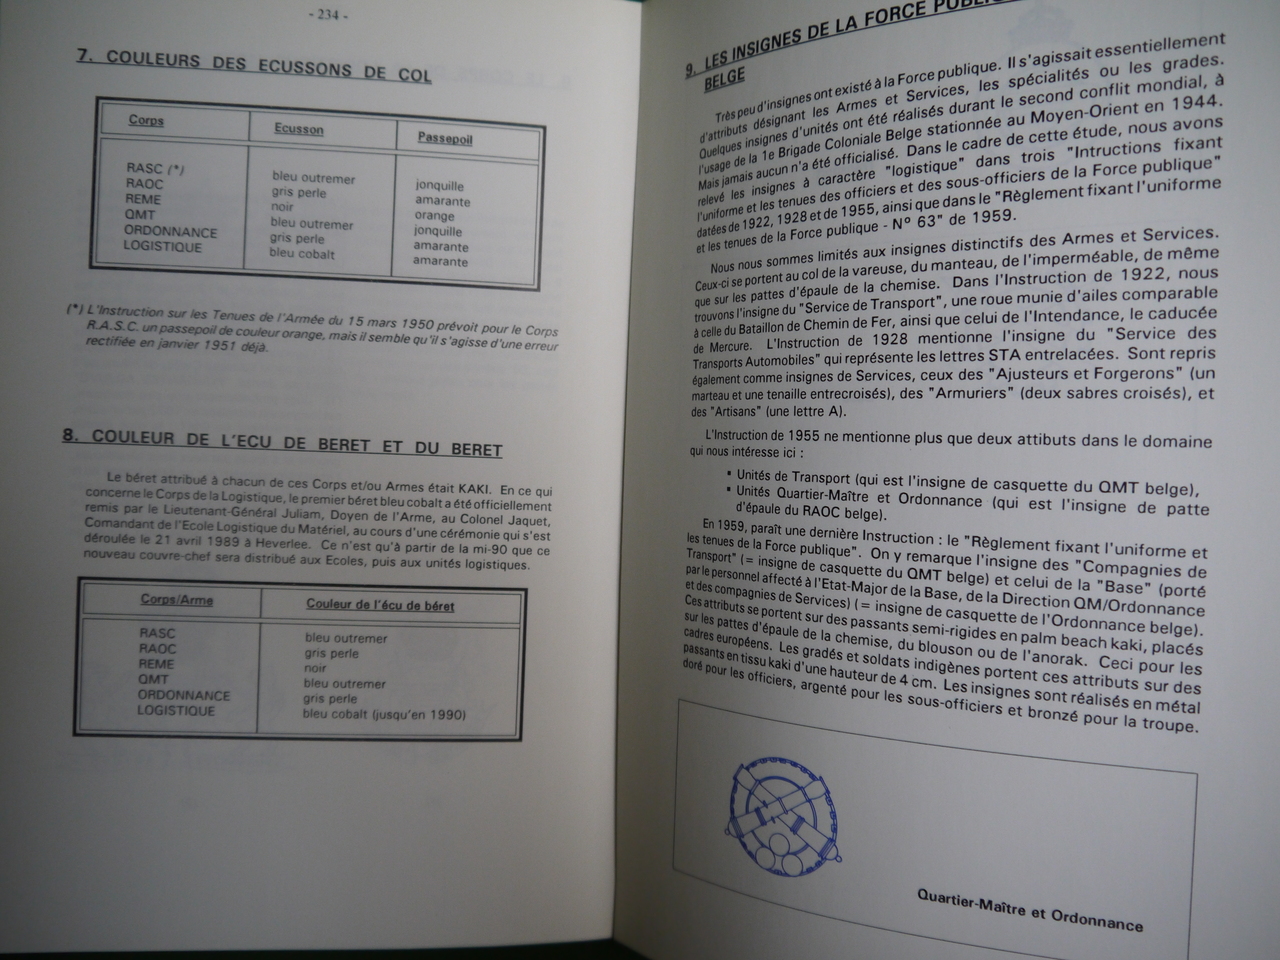 - 234 -
7. COULEURS DES ECUSSONS DE COL
Corps Ecusson Passepoil
RASC (*) bleu outremer jonquille
RAOC gris perle amarante
REME noir orange
QMT bleu outremer jonquille
ORDONNANCE gris perle amarante
LOGISTIQUE bleu cobalt amarante
(*) L'Instruction sur les Tenues de l'Armée du 15 mars 1950 prévoit pour le Corps
R.A.S.C. un passepoil de couleur orange, mais il semble qu'il s'agisse d'une erreur
rectifiée en janvier 1951 déjà.
8. COULEUR DE L'ECU DE BERET ET DU BERET
Le béret attribué à chacun de ces Corps et/ou Armes était KAKI. En ce qui
concerne le Corps de la Logistique, le premier béret bleu cobalt a été officiellement
remis par le Lieutenant-Général Juliam, Doyen de l'Arme, au Colonel Jaquet,
Commandant de l'Ecole Logistique du Matériel, au cours d'une cérémonie qui s'est
déroulée le 21 avril 1989 à Heverlee. Ce n'est qu'à partir de la mi-90 que ce
nouveau couvre-chef sera distribué aux Ecoles, puis aux unités logistiques.
Corps/Arme Couleur de l'écu de béret
RASC bleu outremer
RAOC gris perle
REME noir
QMT bleu outremer
ORDONNANCE gris perle
LOGISTIQUE bleu cobalt (jusqu'en 1990)
9. LES INSIGNES DE LA FORCE
BELGE
Très peu d'insignes ont existé à la Force publique. Il s'agissait essentiellement
d'attributs désignant les Armes et Services, les spécialités ou les grades.
Quelques insignes d'unités ont été réalisés durant le second conflit mondial, à
l'usage de la 1e Brigade Coloniale Belge stationnée au Moyen-Orient en 1944.
Mais jamais aucun n'a été officialisé. Dans le cadre de cette étude, nous avons
relevé les insignes à caractère "logistique" dans trois "Intructions fixant
l'uniforme et les tenues des officiers et des sous-officiers de la Force publique"
datées de 1922, 1928 et de 1955, ainsi que dans le "Règlement fixant l'uniforme
et les tenues de la Force publique - N° 63" de 1959.
Nous nous sommes limités aux insignes distinctifs des Armes et Services.
Ceux-ci se portent au col de la vareuse, du manteau, de l'imperméable, de même
que sur les pattes d'épaule de la chemise. Dans l'Instruction de 1922, nous
trouvons l'insigne du "Service de Transport", une roue munie d'ailes comparable
à celle du Bataillon de Chemin de Fer, ainsi que celui de l'Intendance, le caducée
de Mercure. L'Instruction de 1928 mentionne l'insigne du "Service des
Transports Automobiles" qui représente les lettres STA entrelacées. Sont repris
également comme insignes de Services, ceux des "Ajusteurs et Forgerons" (un
marteau et une tenaille entrecroisés), des "Armuriers" (deux sabres croisés), et
des "Artisans" (une lettre A).
L'Instruction de 1955 ne mentionne plus que deux attibuts dans le domaine
qui nous intéresse ici :
▪ Unités de Transport (qui est l'insigne de casquette du QMT belge),
▪ Unités Quartier-Maître et Ordonnance (qui est l'insigne de patte
d'épaule du RAOC belge).
En 1959, paraît une dernière Instruction : le "Règlement fixant l'uniforme et
les tenues de la Force publique". On y remarque l'insigne des "Compagnies de
Transport" (= insigne de casquette du QMT belge) et celui de la "Base" (porté
par le personnel affecté à l'Etat-Major de la Base, de la Direction QM/Ordonnance
et des compagnies de Services) (= insigne de casquette de l'Ordonnance belge).
Ces attributs se portent sur des passants semi-rigides en palm beach kaki, placés
sur les pattes d'épaule de la chemise, du blouson ou de l'anorak. Ceci pour les
cadres européens. Les gradés et soldats indigènes portent ces attributs sur des
passants en tissu kaki d'une hauteur de 4 cm. Les insignes sont réalisés en métal
doré pour les officiers, argenté pour les sous-officiers et bronzé pour la troupe.
Quartier-Maître et Ordonnance